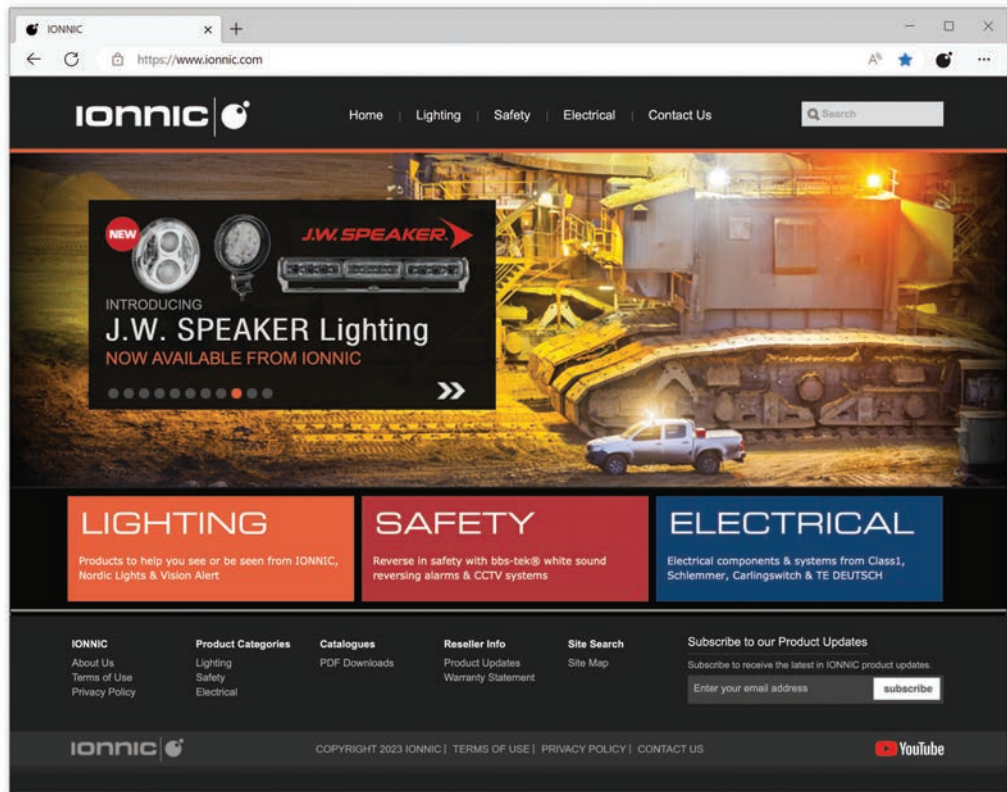 IONNIC
https://www.ionnic.com
IONNIC
Home | Lighting | Safety | Electrical | Contact Us
Search
NEW
J.W. SPEAKER.
INTRODUCING
J.W. SPEAKER Lighting
NOW AVAILABLE FROM IONNIC
LIGHTING
Products to help you see or be seen from IONNIC,
Nordic Lights & Vision Alert
SAFETY
Reverse in safety with bbs-tek® white sound
reversing alarms & CCTV systems
ELECTRICAL
Electrical components & systems from Class1,
Schlemmer, Carlingswitch & TE DEUTSCH
IONNIC
About Us
Terms of Use
Privacy Policy
Product Categories
Lighting
Safety
Electrical
Catalogues
PDF Downloads
Reseller Info
Product Updates
Warranty Statement
Site Search
Site Map
Subscribe to our Product Updates
Subscribe to receive the latest in IONNIC product updates.
Enter your email address
subscribe
IONNIC
COPYRIGHT 2023 IONNIC | TERMS OF USE | PRIVACY POLICY | CONTACT US
YouTube